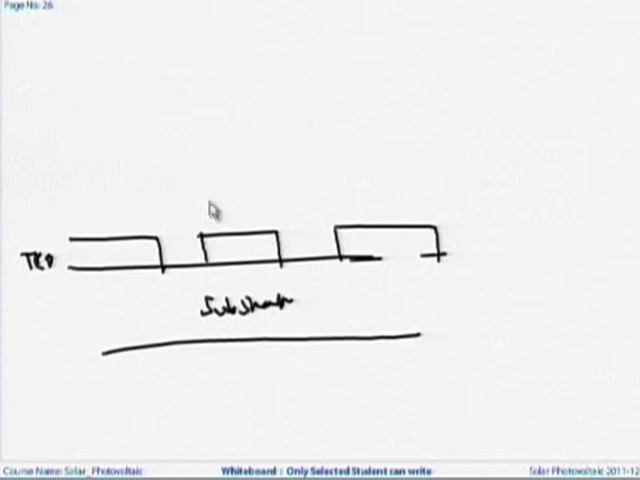 Page No: 26
TCO
Substrate
Course Name: Solar_Photovoltaic Whiteboard : Only Selected Student can write Solar Photovoltaic 2011-12